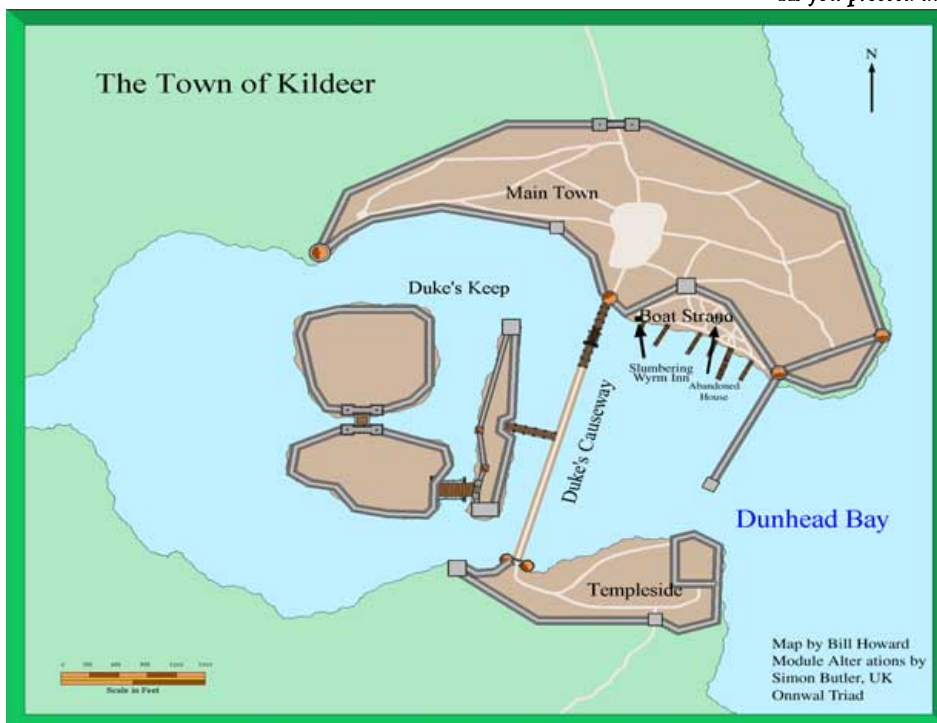 The Town of Kildeer
N
Main Town
Duke's Keep
Boat Strand
Slumbering
Wyrm Inn
Abandoned
House
Duke's Causeway
Dunhead Bay
Templeside
Map by Bill Howard
Module Alter ations by
Simon Butler, UK
Onnwal Triad
Scale in Feet